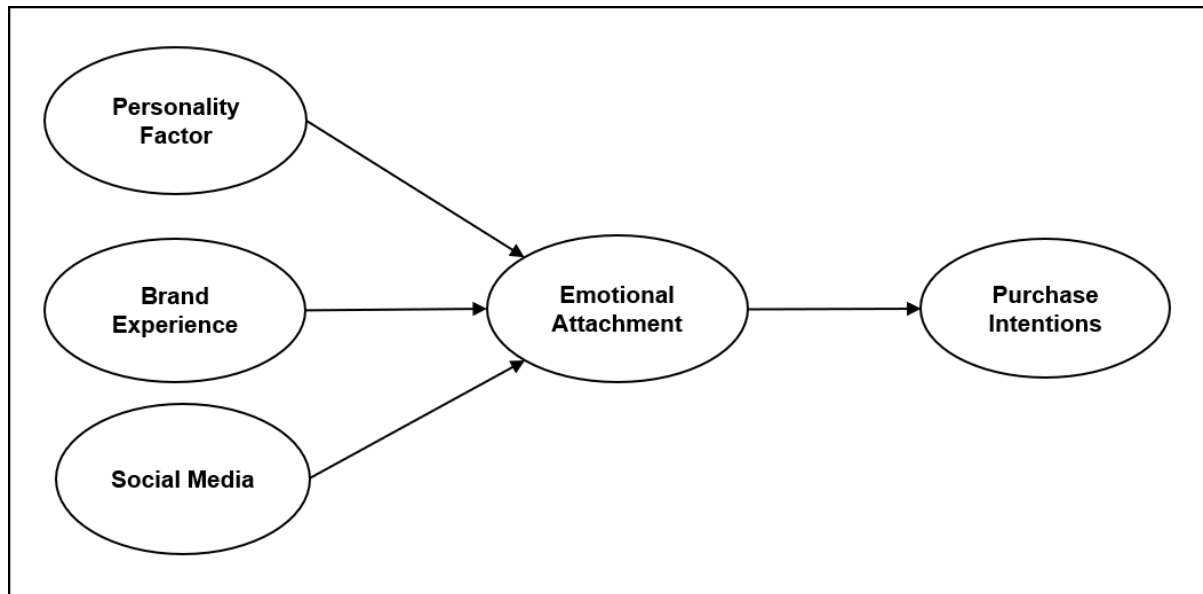 Personality
Factor
Brand
Experience
Social Media
Emotional
Attachment
Purchase
Intentions